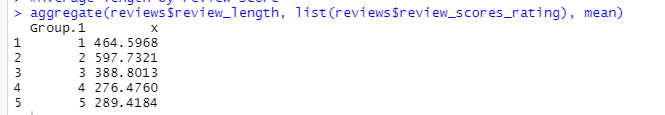 > #Average length by review score
> aggregate(reviews$review_length, list(reviews$review_scores_rating), mean)
  Group.1        x
1       1 464.5968
2       2 597.7321
3       3 388.8013
4       4 276.4760
5       5 289.4184